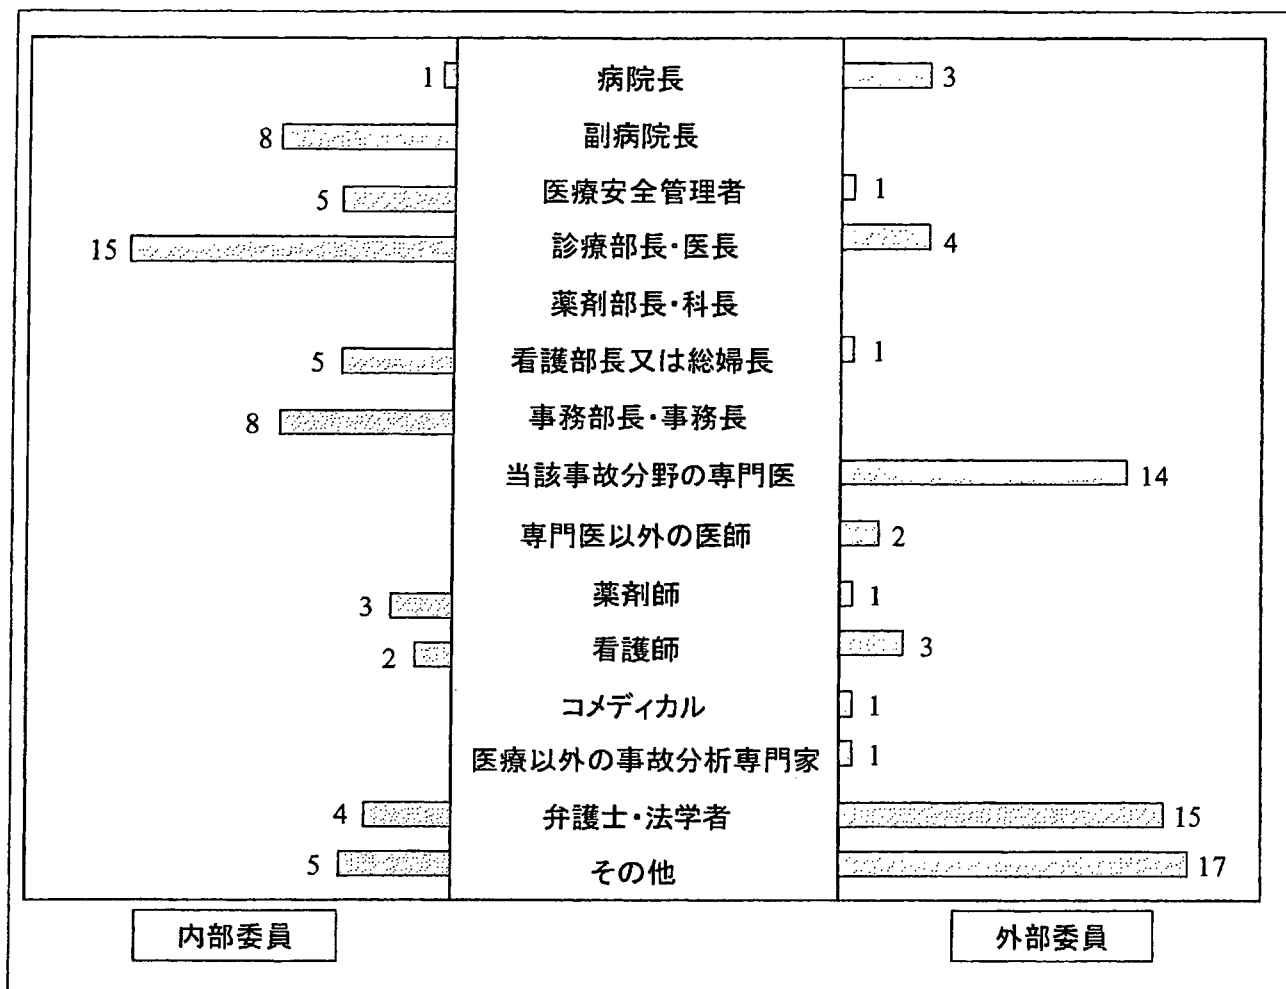 1 病院長 3
8 副病院長
5 医療安全管理者 1
15 診療部長・医長 4
薬剤部長・科長
5 看護部長又は総婦長 1
8 事務部長・事務長
当該事故分野の専門医 14
専門医以外の医師 2
3 薬剤師 1
2 看護師 3
コメディカル 1
医療以外の事故分析専門家 1
4 弁護士・法学者 15
5 その他 17
内部委員 外部委員